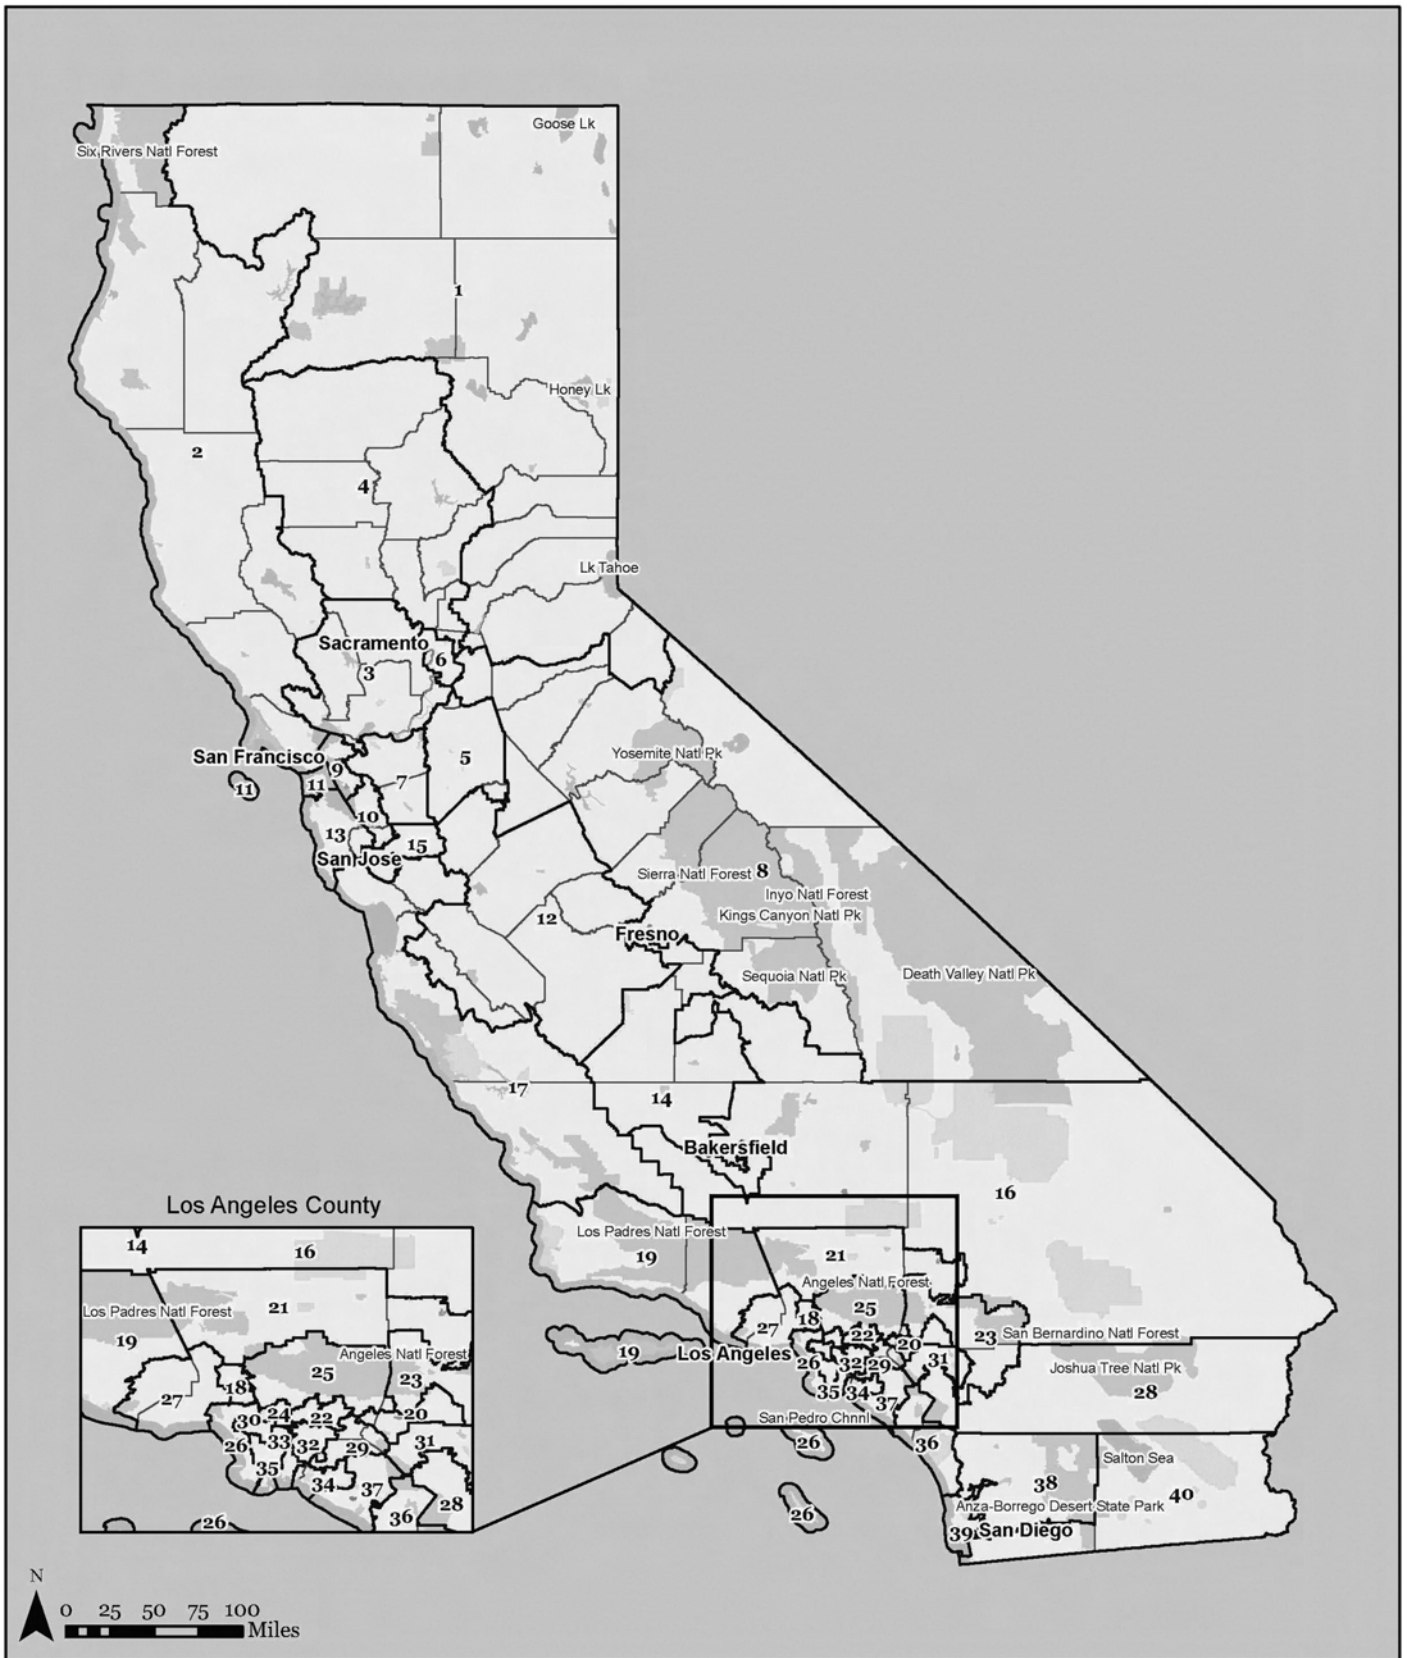 Goose Lk
Six Rivers Natl Forest
1
Honey Lk
2
4
Lk Tahoe
Sacramento
6
3
Yosemite Natl Pk
San Francisco
5
9
7
11
11
10
13
15
San Jose
Sierra Natl Forest
8
Inyo Natl Forest
Kings Canyon Natl Pk
12
Fresno
Sequoia Natl Pk
Death Valley Natl Pk
17
14
Bakersfield
16
Los Padres Natl Forest
19
21
Angeles Natl Forest
25
18
27
22
23
San Bernardino Natl Forest
20
19
Los Angeles
26
32
29
31
Joshua Tree Natl Pk
28
35
34
37
San Pedro Chnnl
26
36
Salton Sea
38
40
Anza-Borrego Desert State Park
26
39
San Diego
Los Angeles County
14
16
Los Padres Natl Forest
21
19
Angeles Natl Forest
25
23
18
27
30
24
22
20
26
33
32
29
31
35
34
37
28
36
26
N
0 25 50 75 100
Miles